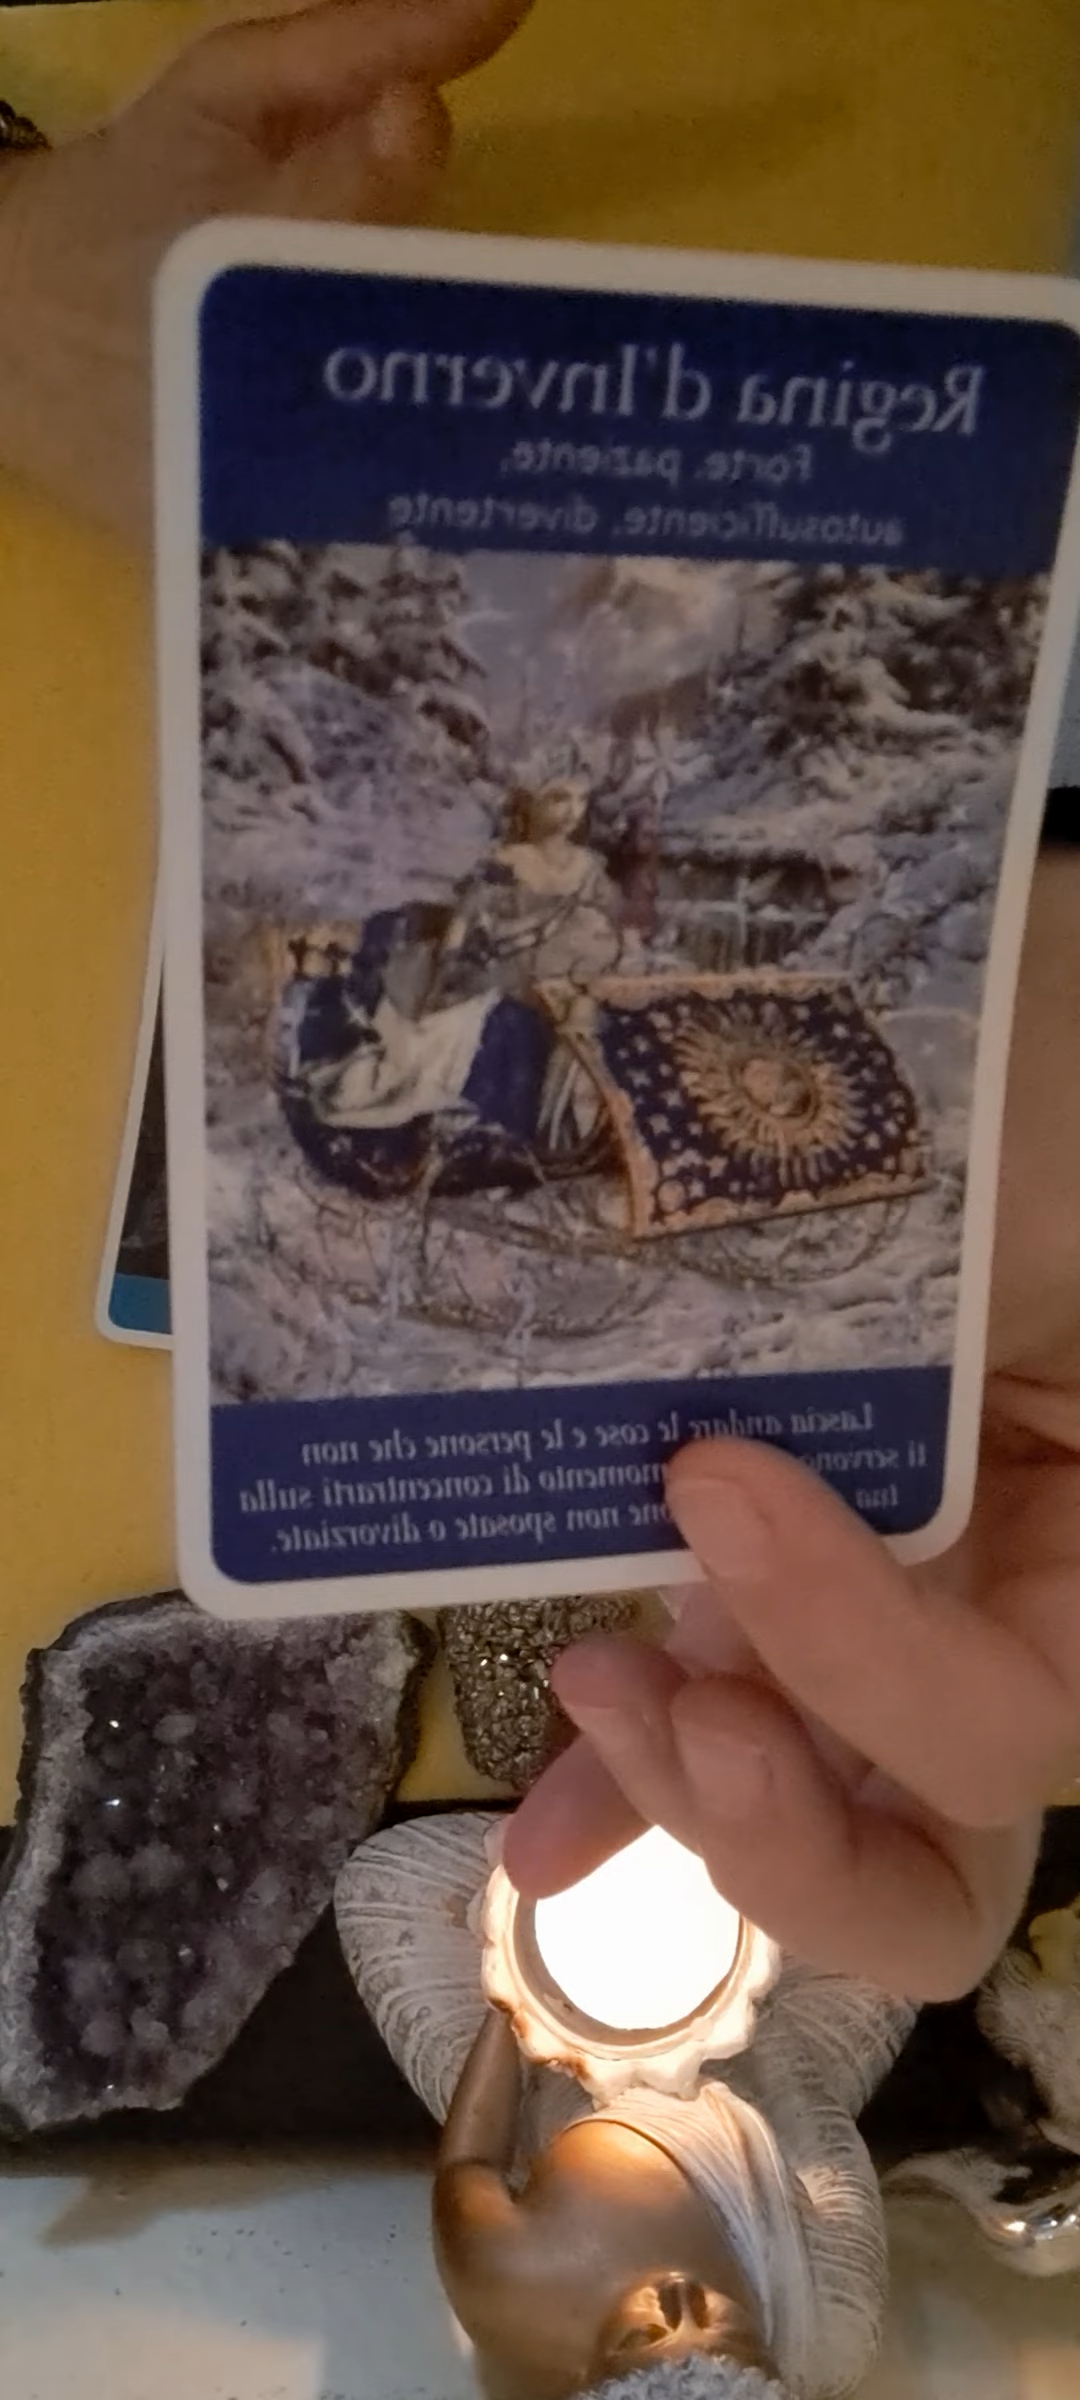 Regina d'Inverno
Forte, paziente,
autosufficiente, divertente
Lascia andare le cose e le persone che non
ti servono momento di concentrarti sulla
tua non sposate o divorziate.